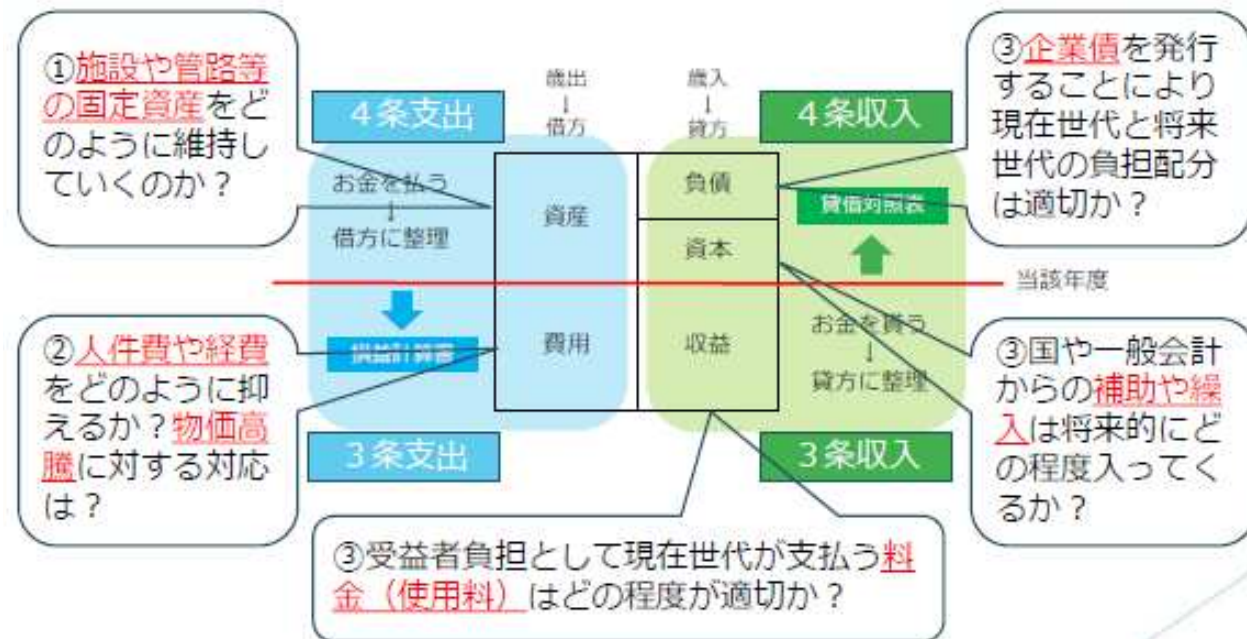 ①施設や管路等
の固定資産をど
のように維持し
ていくのか？
４条支出
歳出
↓
借方
歳入
↓
貸方
４条収入
③企業債を発行
することにより
現在世代と将来
世代の負担配分
は適切か？
お金を払う
↓
借方に整理
資産
負債
資本
貸借対照表
当該年度
②人件費や経費
をどのように抑
えるか？物価高
騰に対する対応
は？
損益計算書
費用
収益
お金を貰う
↓
貸方に整理
③国や一般会計
からの補助や繰
入は将来的にど
の程度入ってく
るか？
３条支出
３条収入
③受益者負担として現在世代が支払う料
金（使用料）はどの程度が適切か？